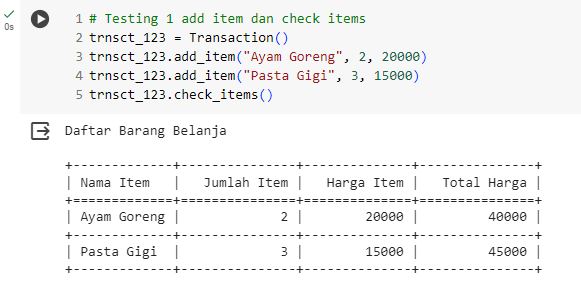 0s
1 # Testing 1 add item dan check items
2 trnsct_123 = Transaction()
3 trnsct_123.add_item("Ayam Goreng", 2, 20000)
4 trnsct_123.add_item("Pasta Gigi", 3, 15000)
5 trnsct_123.check_items()
Daftar Barang Belanja
+-------------+---------------+--------------+---------------+
| Nama Item   |   Jumlah Item |   Harga Item |   Total Harga |
+=============+===============+==============+===============+
| Ayam Goreng |             2 |        20000 |         40000 |
+-------------+---------------+--------------+---------------+
| Pasta Gigi  |             3 |        15000 |         45000 |
+-------------+---------------+--------------+---------------+